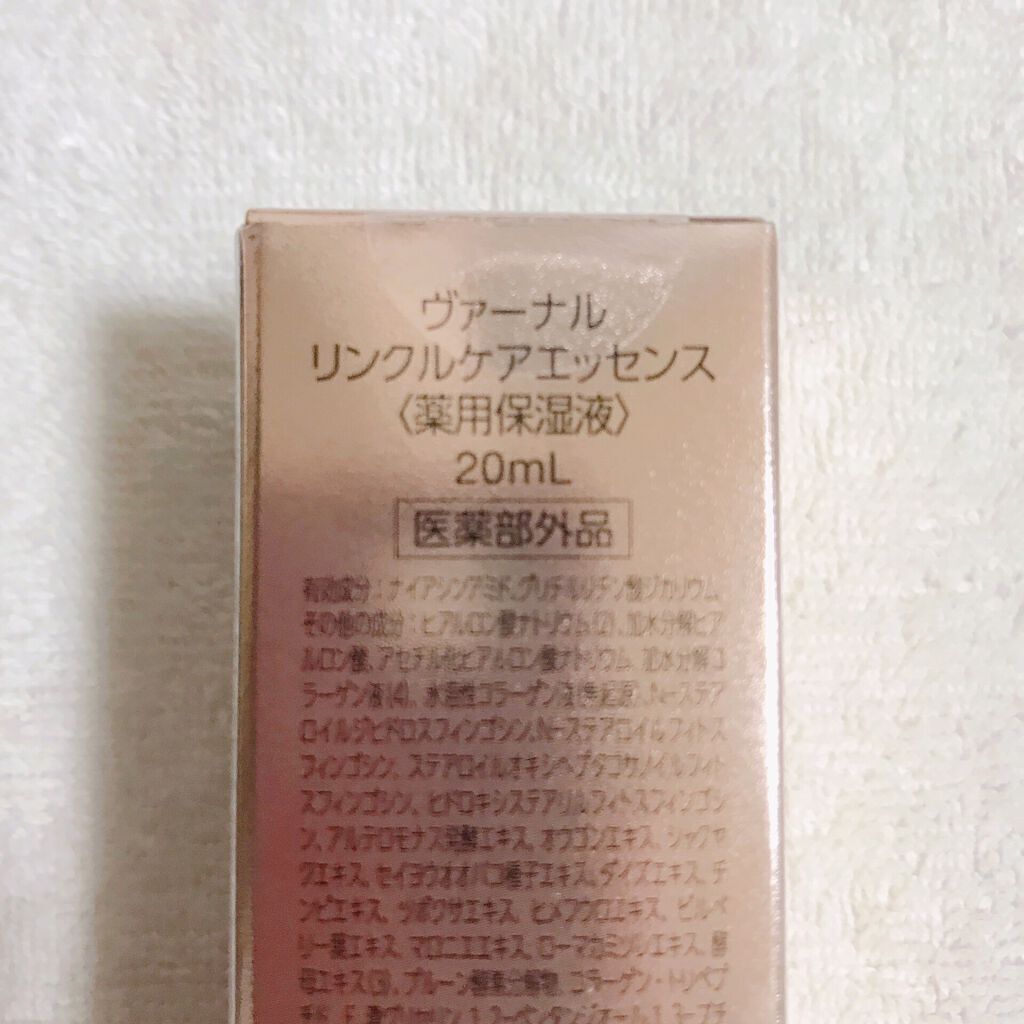 ヴァーナル
リンクルケアエッセンス
〈薬用保湿液〉
20mL
医薬部外品
有効成分：ナイアシンアミド、グリチルリチン酸ジカリウム、
その他の成分：ヒアルロン酸ナトリウム(2)、加水分解ヒア
ルロン酸、アセチル化ヒアルロン酸ナトリウム、加水分解コ
ラーゲン液(4)、水溶性コラーゲン液
ロイルジヒドロスフィンゴシン、N-ステアロイルフィトス
フィンゴシン、ステアロイルオキシヘプタコサノイルフィト
スフィンゴシン、ヒドロキシステアリルフィトスフィンゴシ
ン、アルテロモナス発酵エキス、オウゴンエキス、シャクヤ
クエキス、セイヨウオオバコ種子エキス、ダイズエキス、チ
ンピエキス、ツボクサエキス、ヒメフウロエキス、ビルベ
リー葉エキス、マロニエエキス、ローマカミツレエキス、酵
母エキス(3)、プルーン酵素分解物、コラーゲン・トリペプ